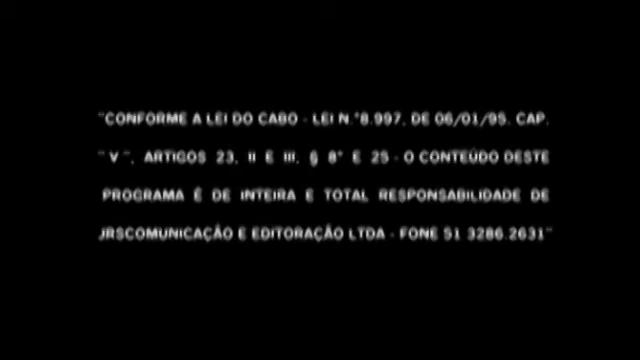 "CONFORME A LEI DO CABO - LEI N.°8.997, DE 06/01/95. CAP.
" V ", ARTIGOS 23, II E III, § 8° E 25 - O CONTEÚDO DESTE
PROGRAMA É DE INTEIRA E TOTAL RESPONSABILIDADE DE
JRSCOMUNICAÇÃO E EDITORAÇÃO LTDA - FONE 51 3286.2631"